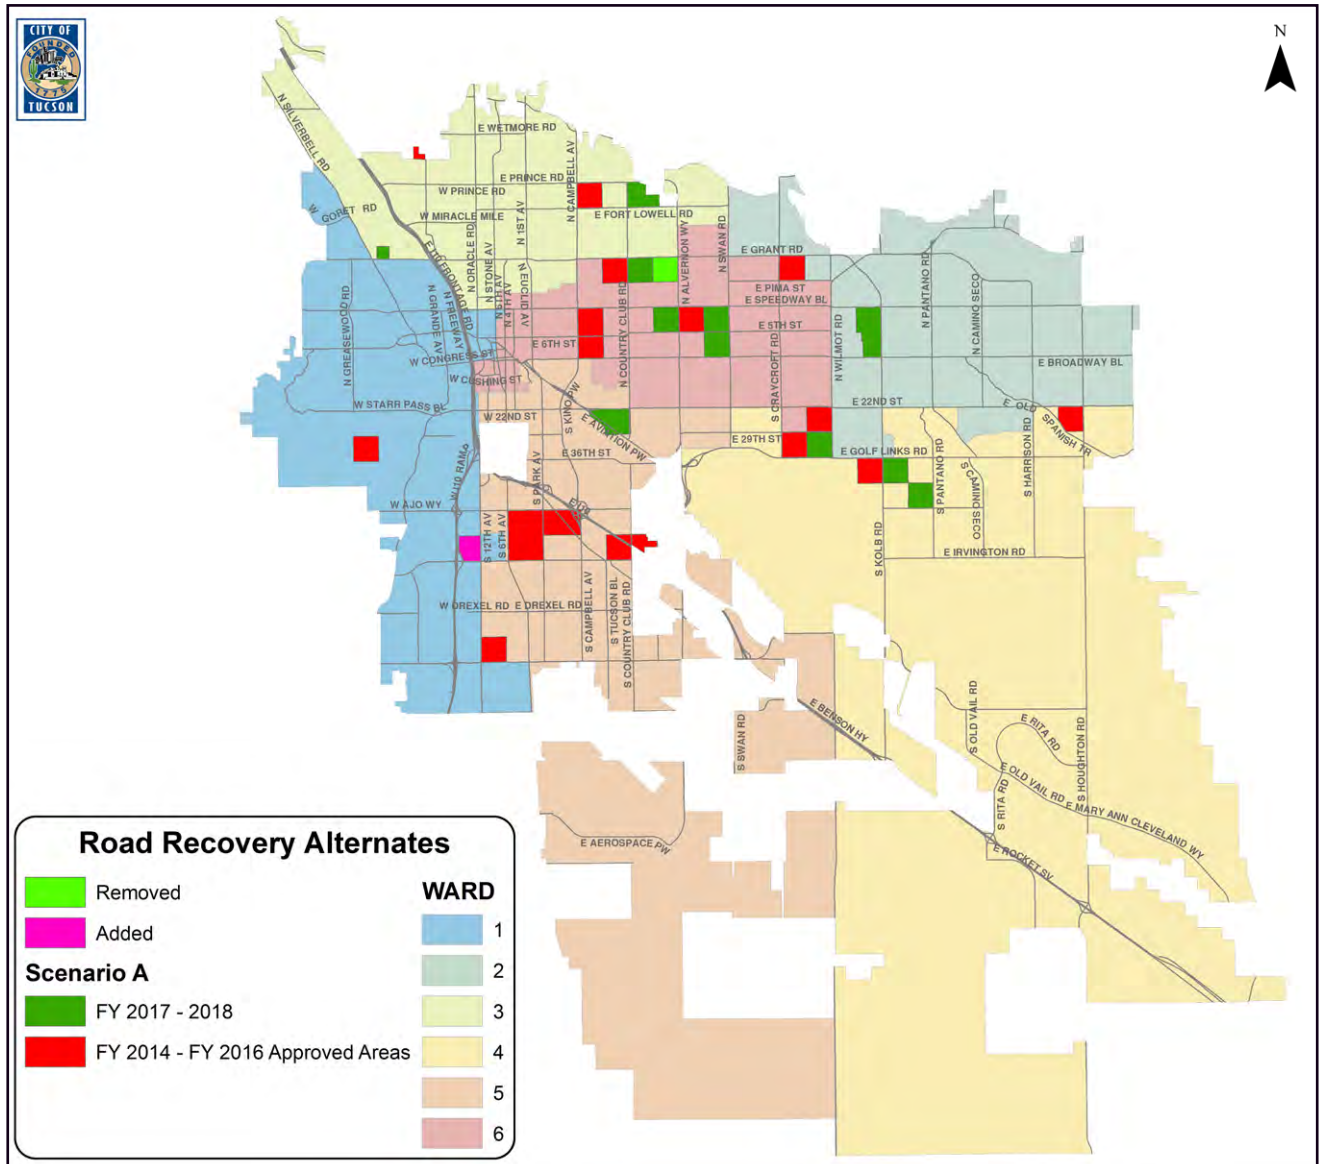 CITY OF
FOUNDED
1775
TUCSON
N
N SILVERBELL RD
E WETMORE RD
E PRINCE RD
W PRINCE RD
N CAMPBELL AV
W GORET RD
W MIRACLE MILE
N 1ST AV
E FORT LOWELL RD
N ORACLE RD
N STONE AV
N ALVERNON WY
N SWAN RD
E GRANT RD
E I10 FRONTAGE RD
N FREEWAY
N GRANDE AV
N 6TH AV
N 4TH AV
N EUCLID AV
E PIMA ST
E SPEEDWAY BL
N PANTANO RD
N CAMINO SECO
N GREASEWOOD RD
E 6TH ST
E 5TH ST
N COUNTRY CLUB RD
N WILMOT RD
W CONGRESS ST
W CUSHING ST
S CRAYCROFT RD
E BROADWAY BL
W STARR PASS BL
W 22ND ST
S KINO PW
E AVIATION PW
E 22ND ST
E OLD SPANISH TR
E 29TH ST
E 36TH ST
E GOLF LINKS RD
W I10 RAMP
S PARK AV
S PANTANO RD
S CAMINO SECO
S HARRISON RD
W AJO WY
E I10
S 12TH AV
S 6TH AV
S KOLB RD
E IRVINGTON RD
W DREXEL RD
E DREXEL RD
S CAMPBELL AV
S TUCSON BL
S COUNTRY CLUB RD
E BENSON HY
S SWAN RD
S OLD VAIL RD
E RITA RD
S HOUGHTON RD
E OLD VAIL RD
S RITA RD
E MARY ANN CLEVELAND WY
E AEROSPACE PW
E ROCKET SV
Road Recovery Alternates
Removed
Added
Scenario A
FY 2017 - 2018
FY 2014 - FY 2016 Approved Areas
WARD
1
2
3
4
5
6